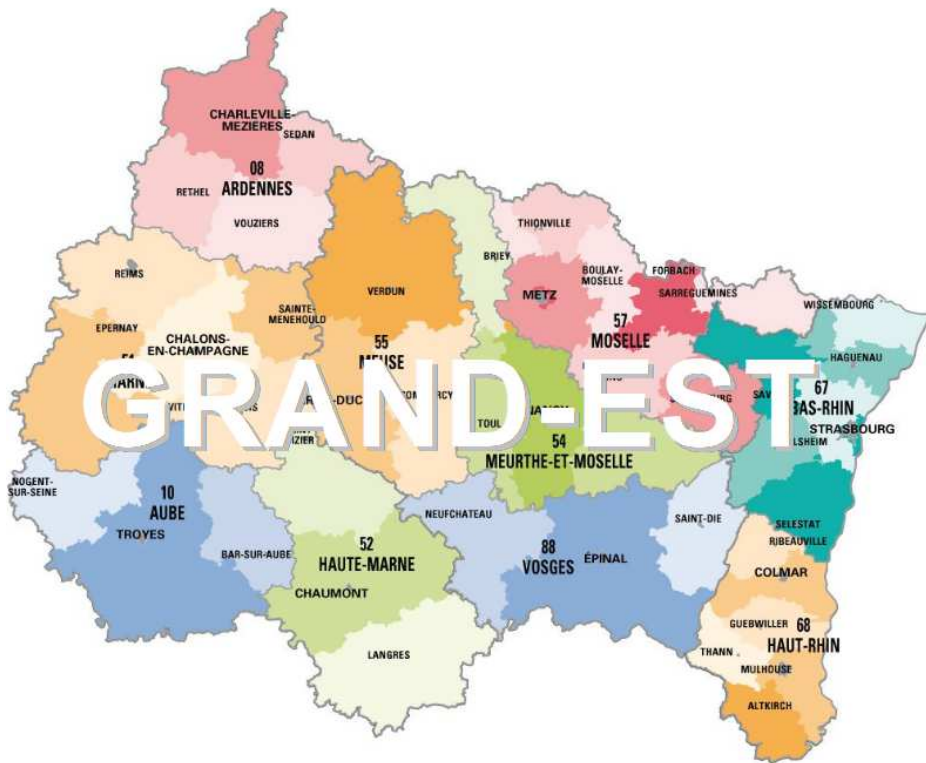 CHARLEVILLE-
MEZIERES
SEDAN
08
ARDENNES
RETHEL
VOUZIERS
THIONVILLE
BRIEY
REIMS
BOULAY-
MOSELLE
FORBACH
SARREGUEMINES
VERDUN
METZ
WISSEMBOURG
SAINTE-
MENEHOULD
EPERNAY
57
MOSELLE
CHALONS-
EN-CHAMPAGNE
55
MEUSE
HAGUENAU
67
BAS-RHIN
GRAND-EST
TOUL
STRASBOURG
54
MEURTHE-ET-MOSELLE
NOGENT-
SUR-SEINE
10
AUBE
NEUFCHATEAU
SAINT-DIE
TROYES
SELESTAT
RIBEAUVILLE
BAR-SUR-AUBE
52
HAUTE-MARNE
88
VOSGES
ÉPINAL
COLMAR
CHAUMONT
GUEBWILLER
68
HAUT-RHIN
THANN
LANGRES
MULHOUSE
ALTKIRCH